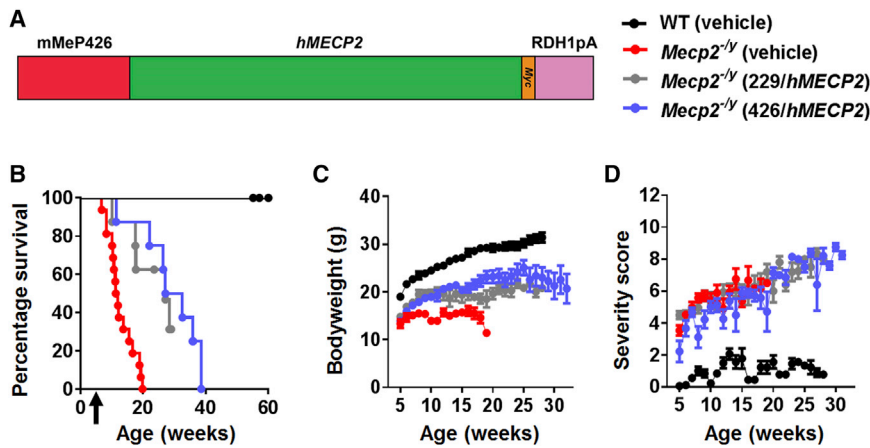 A
mMeP426 hMECP2 RDH1pA
Myc
WT (vehicle)
Mecp2-/y
(vehicle)
Mecp2-/y (229/hMECP2)
Mecp2-/y (426/hMECP2)
B
Percentage survival
100
80
60
40
20
0
0 20 40 60
Age (weeks)
C
Bodyweight (g)
40
30
20
10
0
5 10 15 20 25 30
Age (weeks)
D
Severity score
12
10
8
6
4
2
0
5 10 15 20 25 30
Age (weeks)